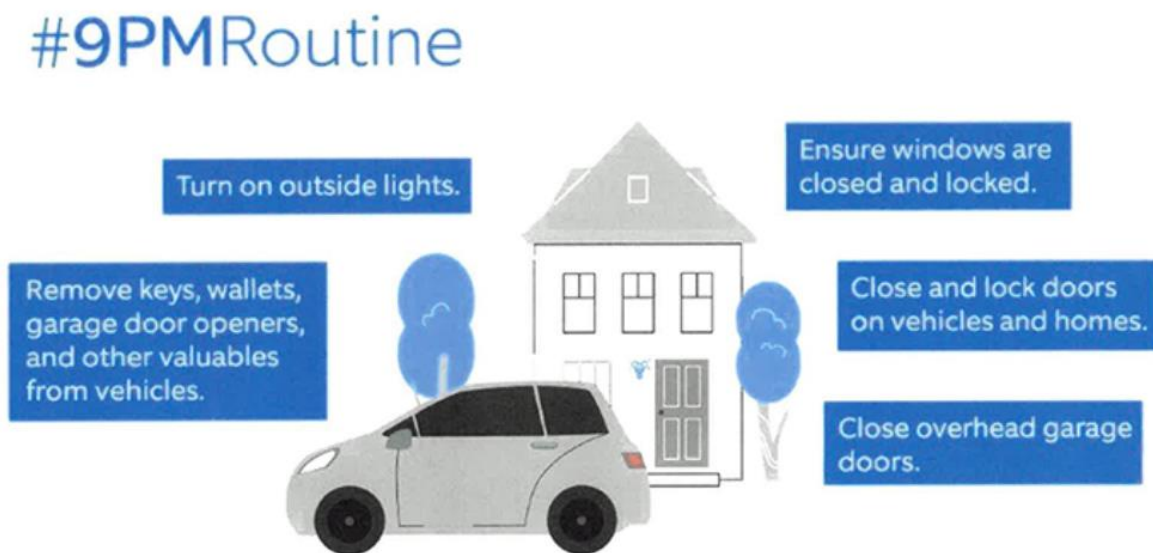 #9PMRoutine
Turn on outside lights.
Ensure windows are
closed and locked.
Remove keys, wallets,
garage door openers,
and other valuables
from vehicles.
Close and lock doors
on vehicles and homes.
Close overhead garage
doors.